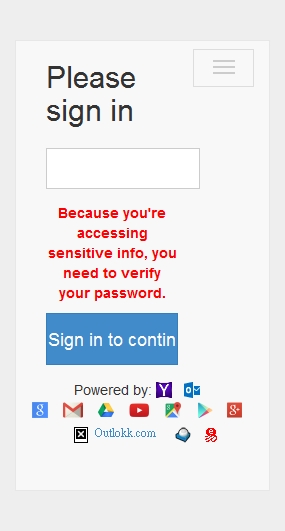 Please
sign in
Because you're
accessing
sensitive info, you
need to verify
your password.
Sign in to contin
Powered by:
Outlokk.com